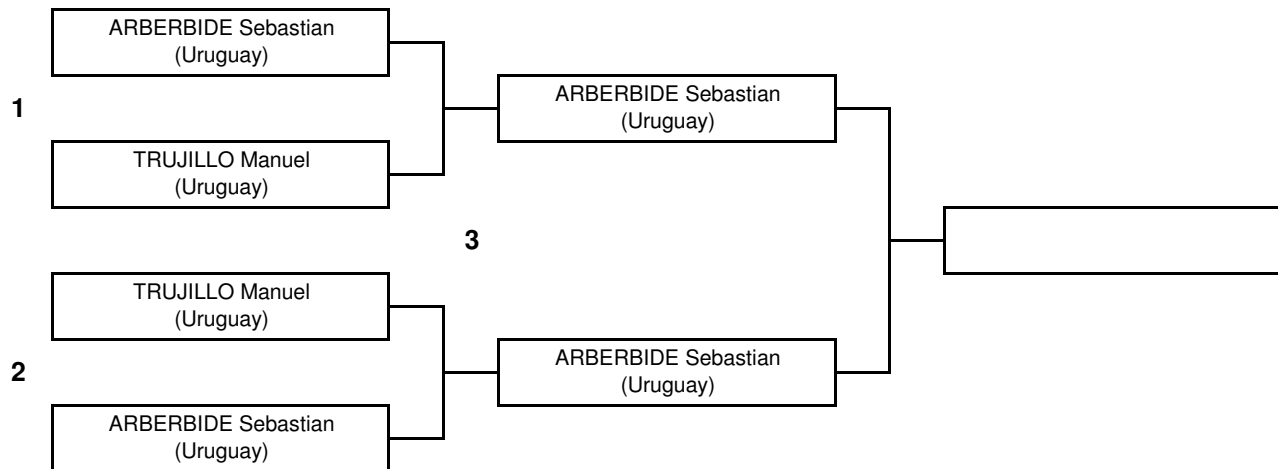 ARBERBIDE Sebastian
(Uruguay)
1
TRUJILLO Manuel
(Uruguay)
ARBERBIDE Sebastian
(Uruguay)
3
TRUJILLO Manuel
(Uruguay)
2
ARBERBIDE Sebastian
(Uruguay)
ARBERBIDE Sebastian
(Uruguay)